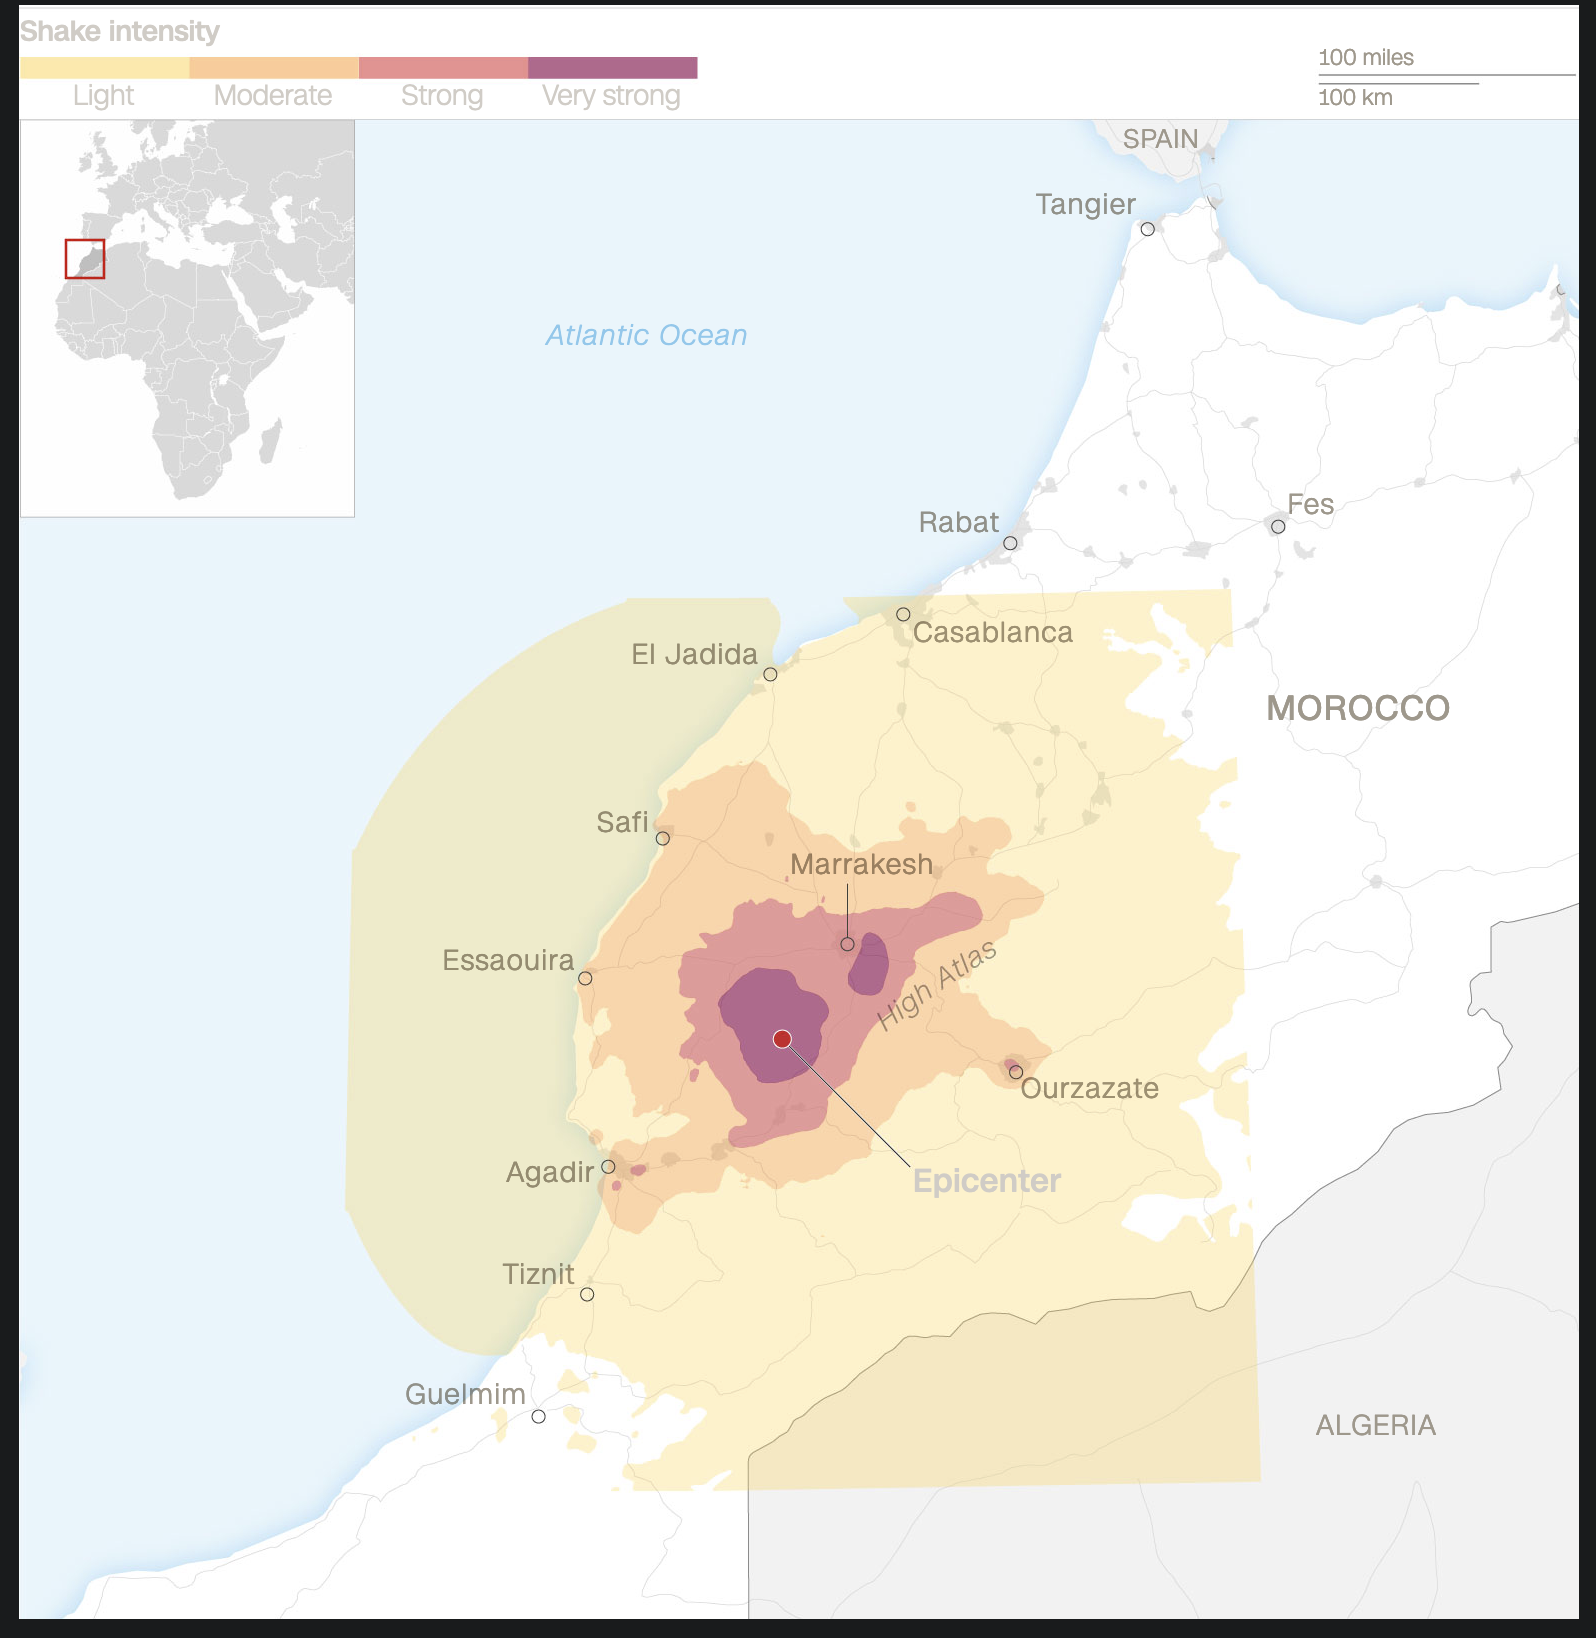 Shake intensity
Light
Moderate
Strong
Very strong
100 miles
100 km
SPAIN
Tangier
Atlantic Ocean
Fes
Rabat
Casablanca
El Jadida
MOROCCO
Safi
Marrakesh
Essaouira
High Atlas
Ourzazate
Agadir
Epicenter
Tiznit
Guelmim
ALGERIA